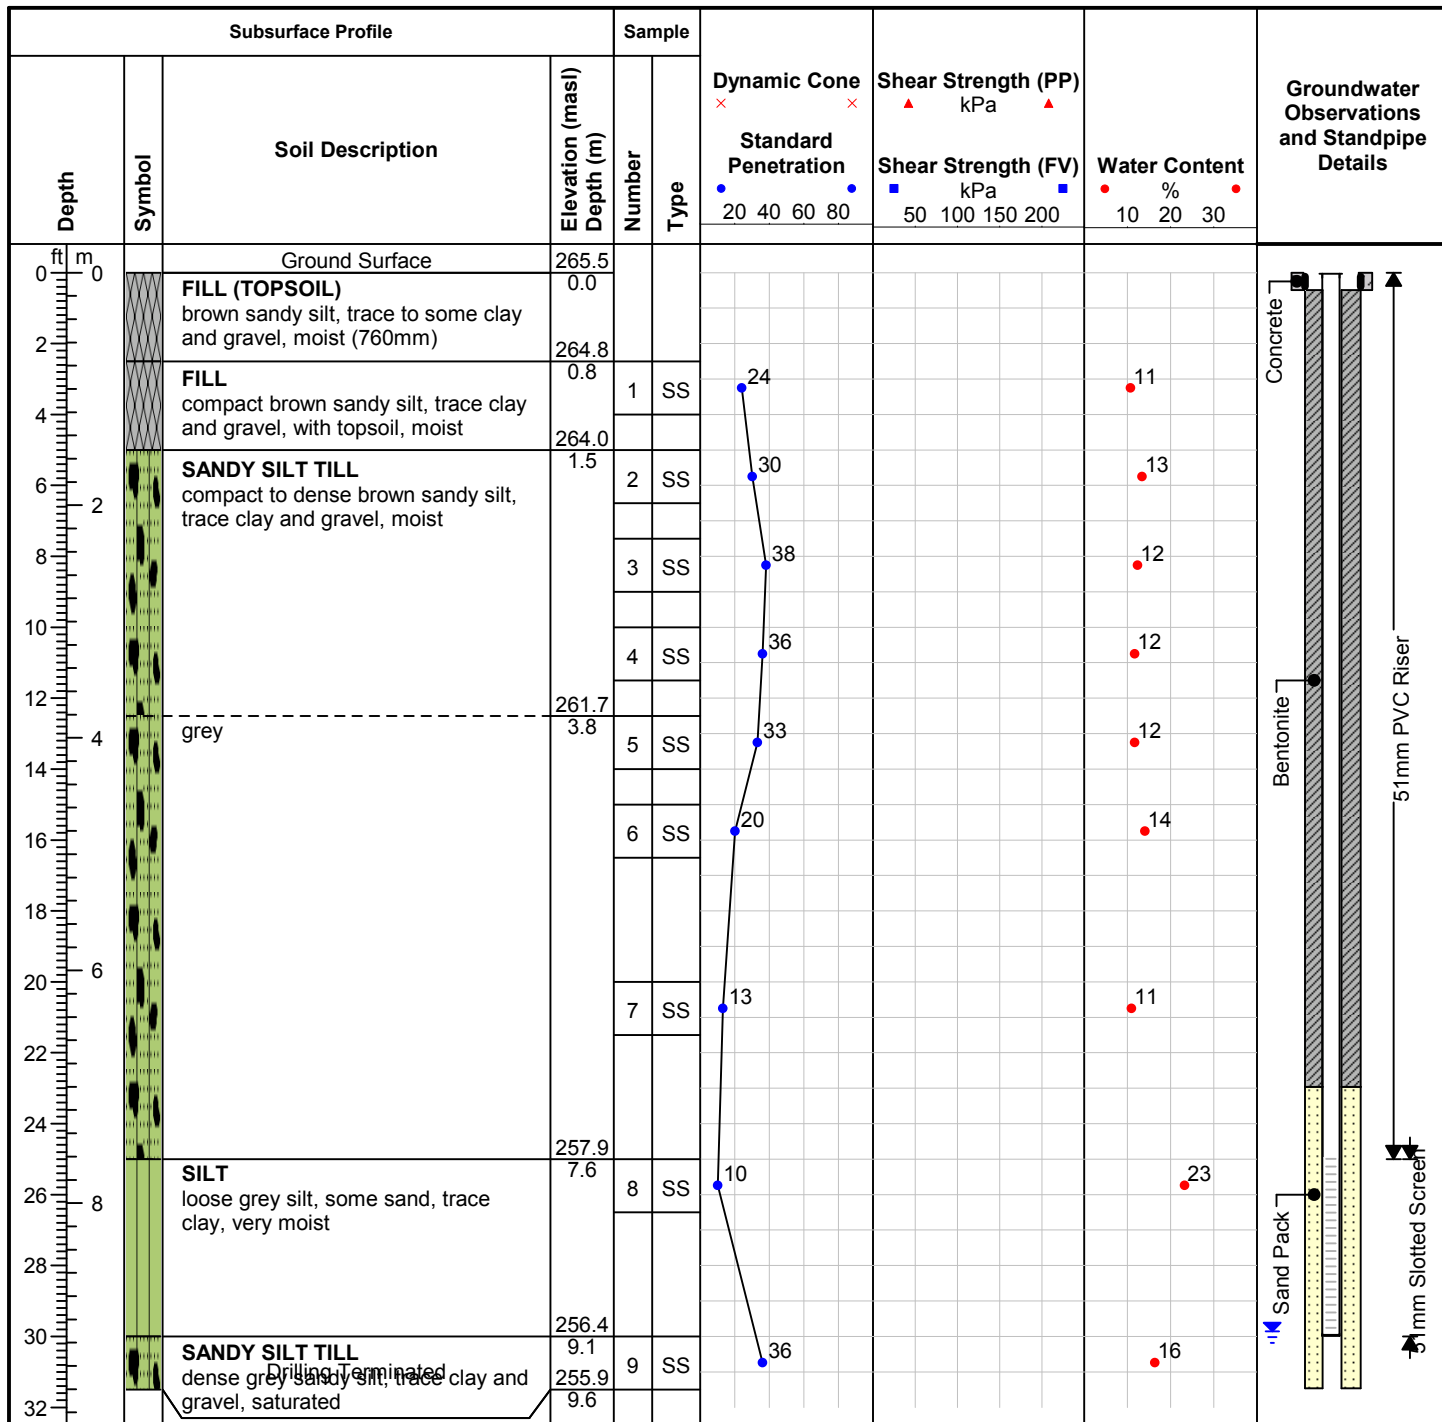 Subsurface Profile
Sample
Depth
Symbol
Soil Description
Elevation (masl)
Depth (m)
Number
Type
Dynamic Cone
Standard
Penetration
20 40 60 80
Shear Strength (PP)
kPa
Shear Strength (FV)
kPa
50 100 150 200
Water Content
%
10 20 30
Groundwater
Observations
and Standpipe
Details
ft m
0 0
2
4
6
2
8
10
12
4
14
16
18
6
20
22
24
26
8
28
30
32
Ground Surface
265.5
0.0
FILL (TOPSOIL)
brown sandy silt, trace to some clay
and gravel, moist (760mm)
264.8
0.8
FILL
compact brown sandy silt, trace clay
and gravel, with topsoil, moist
264.0
1.5
SANDY SILT TILL
compact to dense brown sandy silt,
trace clay and gravel, moist
261.7
3.8
grey
257.9
7.6
SILT
loose grey silt, some sand, trace
clay, very moist
256.4
9.1
SANDY SILT TILL
dense grey sandy silt, trace clay and
gravel, saturated
Drilling Terminated
255.9
9.6
1 SS 24 11
2 SS 30 13
3 SS 38 12
4 SS 36 12
5 SS 33 12
6 SS 20 14
7 SS 13 11
8 SS 10 23
9 SS 36 16
Concrete
Bentonite
Sand Pack
51mm PVC Riser
51mm Slotted Screen